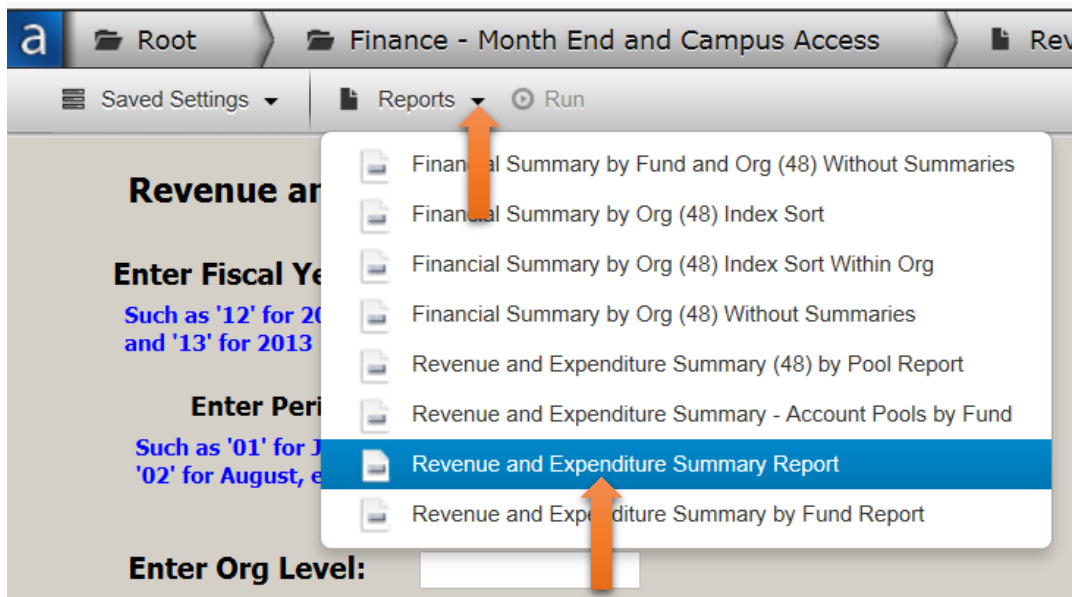 a Root Finance - Month End and Campus Access Rev
Saved Settings Reports Run
Financial Summary by Fund and Org (48) Without Summaries
Revenue ar
Financial Summary by Org (48) Index Sort
Enter Fiscal Ye
Financial Summary by Org (48) Index Sort Within Org
Such as '12' for 20
Financial Summary by Org (48) Without Summaries
and '13' for 2013
Revenue and Expenditure Summary (48) by Pool Report
Enter Peri
Revenue and Expenditure Summary - Account Pools by Fund
Such as '01' for J
Revenue and Expenditure Summary Report
'02' for August, e
Revenue and Expenditure Summary by Fund Report
Enter Org Level: